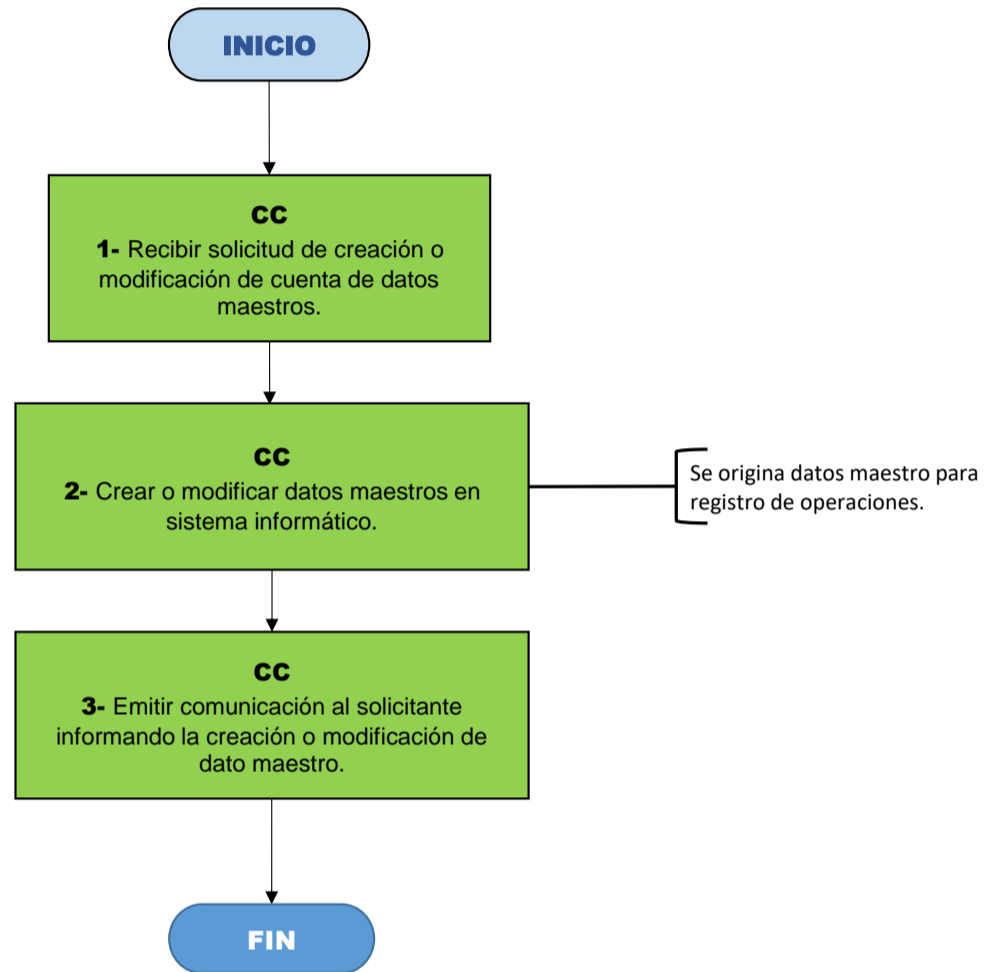 INICIO
CC
1- Recibir solicitud de creación o
modificación de cuenta de datos
maestros.
CC
2- Crear o modificar datos maestros en
sistema informático.
Se origina datos maestro para
registro de operaciones.
CC
3- Emitir comunicación al solicitante
informando la creación o modificación de
dato maestro.
FIN